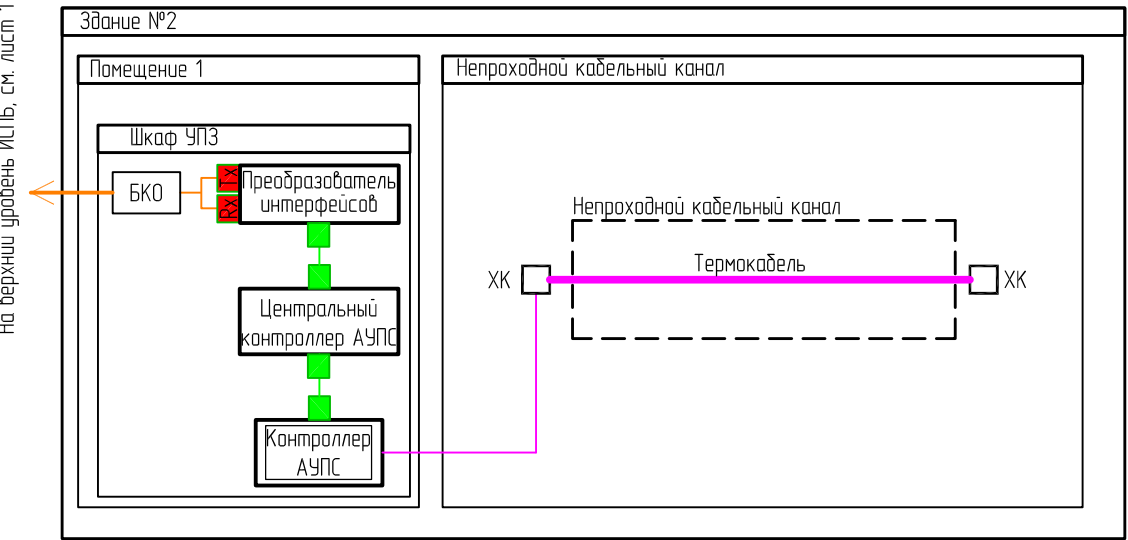 На верхний уровень ИСПБ, см. лист 1
Здание №2
Помещение 1
Непроходной кабельный канал
Шкаф УПЗ
БКО
Tx
Rx
Преобразователь
интерфейсов
Центральный
контроллер АУПС
Контроллер
АУПС
Непроходной кабельный канал
Термокабель
ХК
ХК